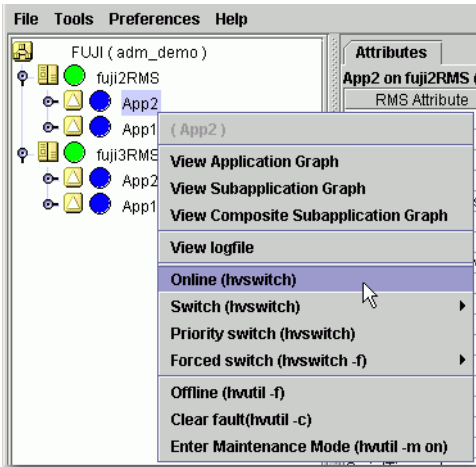 File Tools Preferences Help
FUJI ( adm_demo )
Attributes
fuji2RMS
App2 on fuji2RMS (
App2
RMS Attribute
App1
( App2 )
fuji3RMS
View Application Graph
App2
View Subapplication Graph
App1
View Composite Subapplication Graph
View logfile
Online (hvswitch)
Switch (hvswitch)
Priority switch (hvswitch)
Forced switch (hvswitch -f)
Offline (hvutil -f)
Clear fault(hvutil -c)
Enter Maintenance Mode (hvutil -m on)